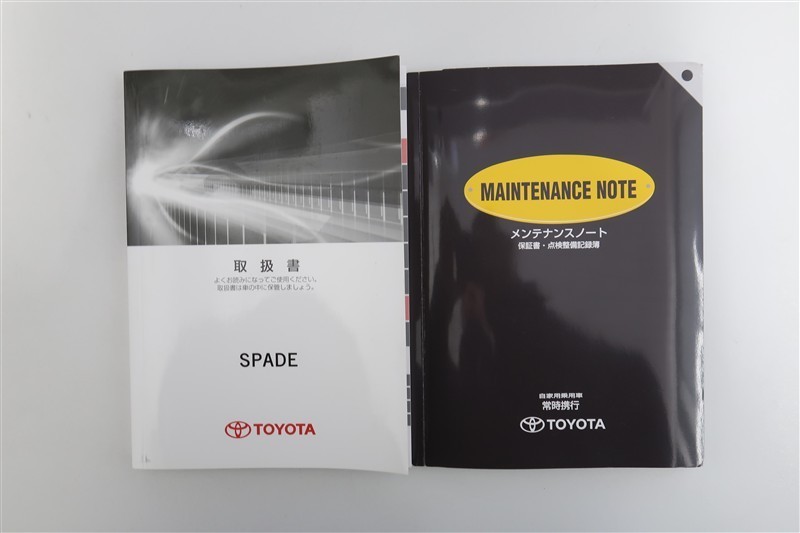 取扱書
よくお読みになってご使用ください。
取扱書は車の中に保管しましょう。
SPADE
TOYOTA
MAINTENANCE NOTE
メンテナンスノート
保証書・点検整備記録簿
自家用乗用車
常時携行
TOYOTA